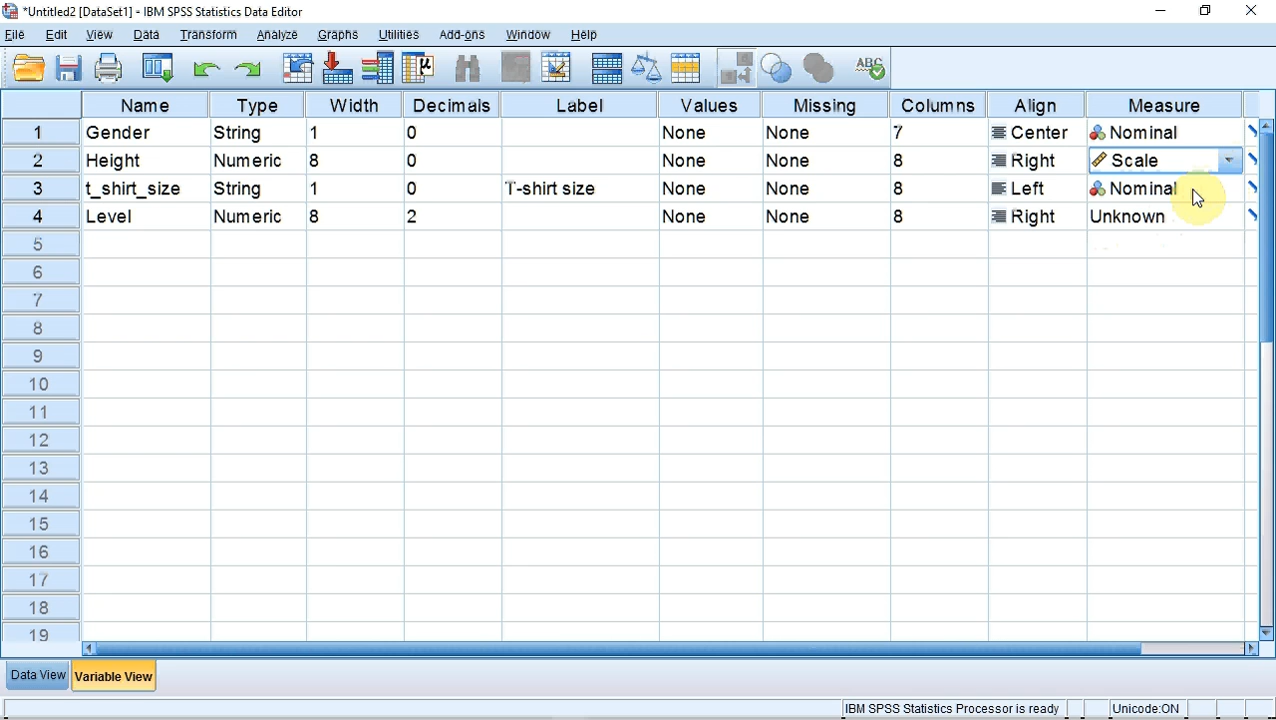 *Untitled2 [DataSet1] - IBM SPSS Statistics Data Editor
File Edit View Data Transform Analyze Graphs Utilities Add-ons Window Help
Name Type Width Decimals Label Values Missing Columns Align Measure
1 Gender String 1 0 None None 7 Center Nominal
2 Height Numeric 8 0 None None 8 Right Scale
3 t_shirt_size String 1 0 T-shirt size None None 8 Left Nominal
4 Level Numeric 8 2 None None 8 Right Unknown
5
6
7
8
9
10
11
12
13
14
15
16
17
18
19
Data View Variable View
IBM SPSS Statistics Processor is ready Unicode:ON